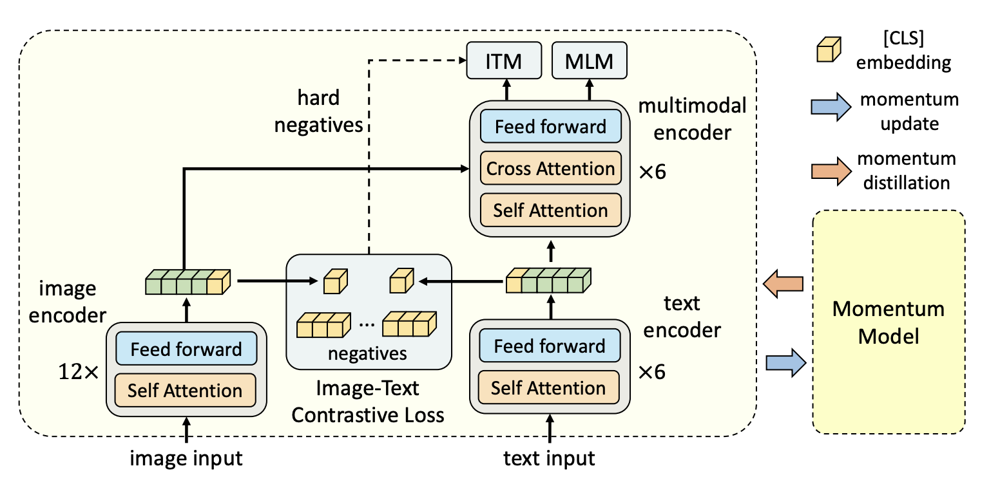 ITM
MLM
hard
negatives
Feed forward
Cross Attention
Self Attention
multimodal
encoder
×6
image
encoder
12×
Feed forward
Self Attention
image input
...
negatives
Image-Text
Contrastive Loss
text
encoder
Feed forward
Self Attention
×6
text input
[CLS]
embedding
momentum
update
momentum
distillation
Momentum
Model